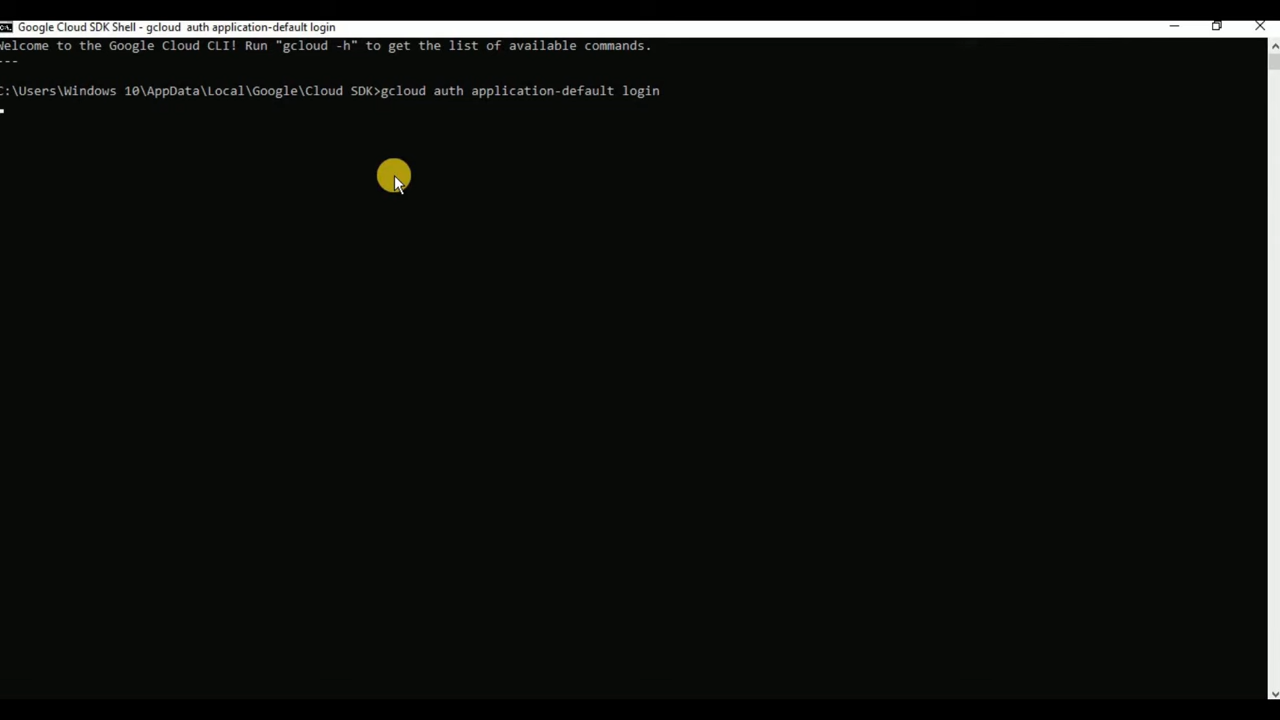 Google Cloud SDK Shell - gcloud  auth application-default login
Welcome to the Google Cloud CLI! Run "gcloud -h" to get the list of available commands.
---
C:\Users\Windows 10\AppData\Local\Google\Cloud SDK>gcloud auth application-default login